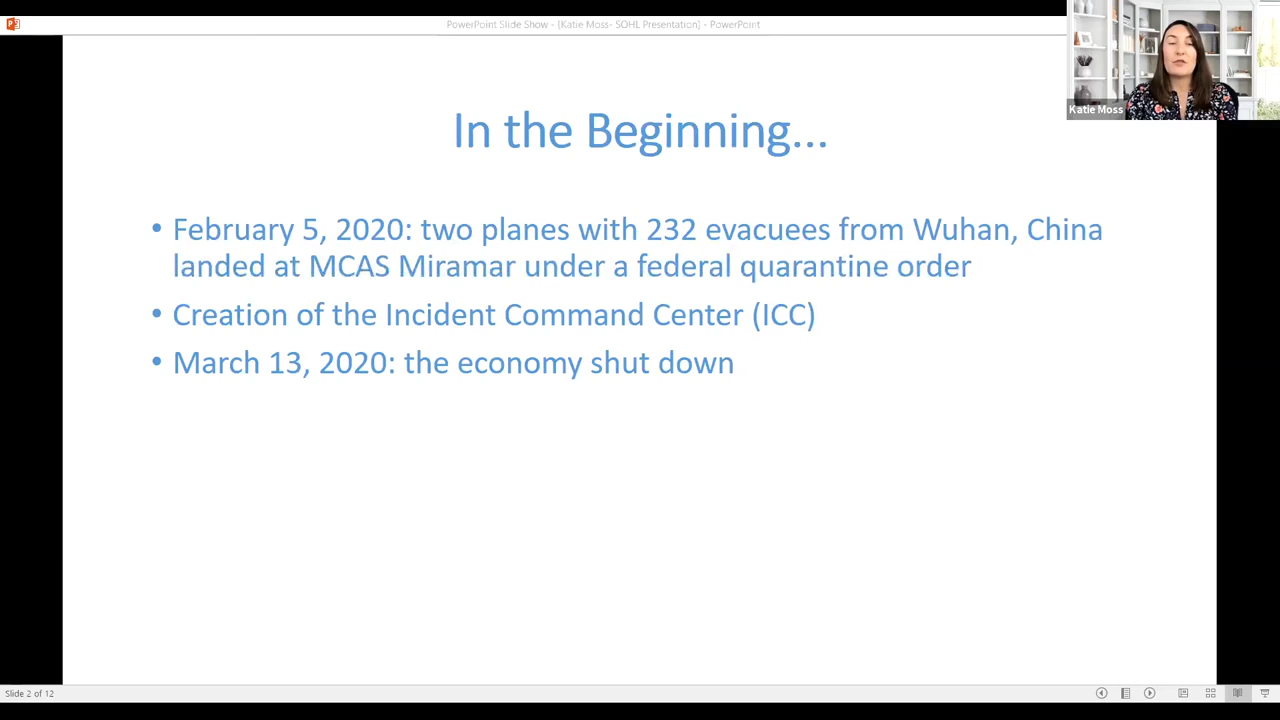 PowerPoint Slide Show - [Katie Moss- SOHL Presentation] - PowerPoint
Katie Moss
In the Beginning...
• February 5, 2020: two planes with 232 evacuees from Wuhan, China
landed at MCAS Miramar under a federal quarantine order
• Creation of the Incident Command Center (ICC)
• March 13, 2020: the economy shut down
Slide 2 of 12